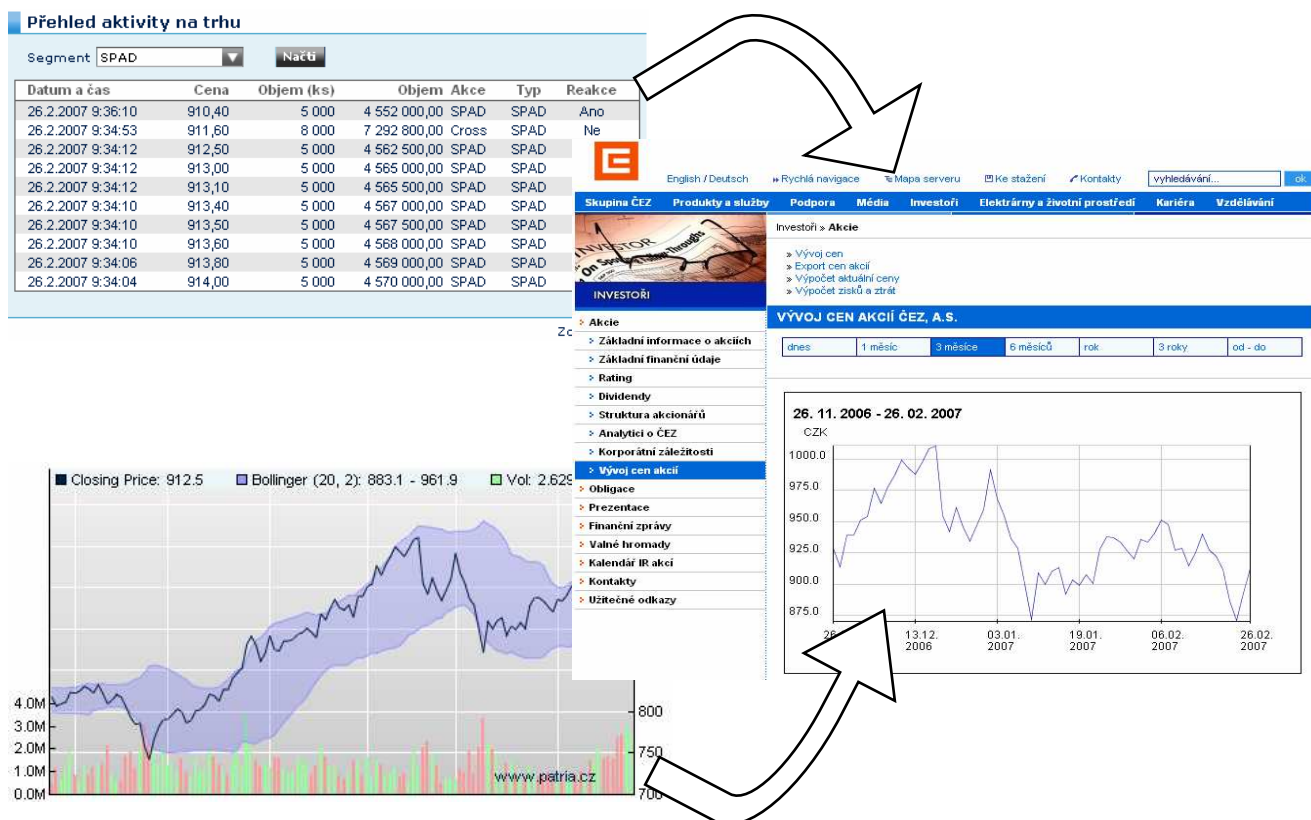 Přehled aktivity na trhu
Segment SPAD Načti
Datum a čas Cena Objem (ks) Objem Akce Typ Reakce
26.2.2007 9:36:10 910,40 5 000 4 552 000,00 SPAD SPAD Ano
26.2.2007 9:34:53 911,60 8 000 7 292 800,00 Cross SPAD Ne
26.2.2007 9:34:12 912,50 5 000 4 562 500,00 SPAD SPAD
26.2.2007 9:34:12 913,00 5 000 4 565 000,00 SPAD SPAD
26.2.2007 9:34:12 913,10 5 000 4 565 500,00 SPAD SPAD
26.2.2007 9:34:10 913,40 5 000 4 567 000,00 SPAD SPAD
26.2.2007 9:34:10 913,50 5 000 4 567 500,00 SPAD SPAD
26.2.2007 9:34:10 913,60 5 000 4 568 000,00 SPAD SPAD
26.2.2007 9:34:06 913,80 5 000 4 569 000,00 SPAD SPAD
26.2.2007 9:34:04 914,00 5 000 4 570 000,00 SPAD SPAD
English / Deutsch » Rychlá navigace Mapa serveru Ke stažení Kontakty vyhledávání... ok
Skupina ČEZ Produkty a služby Podpora Média Investoři Elektrárny a životní prostředí Kariéra Vzdělávání
INVESTOR
On Spo
Through
INVESTOŘI
Investoři » Akcie
» Vývoj cen
» Export cen akcií
» Výpočet aktuální ceny
» Výpočet zisků a ztrát
VÝVOJ CEN AKCIÍ ČEZ, A.S.
dnes 1 měsíc 3 měsíce 6 měsíců rok 3 roky od - do
Akcie
Základní informace o akciích
Základní finanční údaje
Rating
Dividendy
Struktura akcionářů
Analytici o ČEZ
Korporátní záležitosti
Vývoj cen akcií
Obligace
Prezentace
Finanční zprávy
Valné hromady
Kalendář IR akcí
Kontakty
Užitečné odkazy
26. 11. 2006 - 26. 02. 2007
CZK
1000.0
975.0
950.0
925.0
900.0
875.0
26 13.12. 03.01. 19.01. 06.02. 26.02.
2006 2007 2007 2007 2007
Closing Price: 912.5 Bollinger (20, 2): 883.1 - 961.9 Vol: 2.629
4.0M
3.0M
2.0M
1.0M
0.0M
800
750
700
www.patria.cz